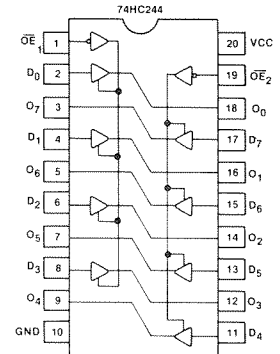 74HC244
OE1 1 20 VCC
D0 2 19 OE2
O7 3 18 O0
D1 4 17 D7
O6 5 16 O1
D2 6 15 D6
O5 7 14 O2
D3 8 13 D5
O4 9 12 O3
GND 10 11 D4